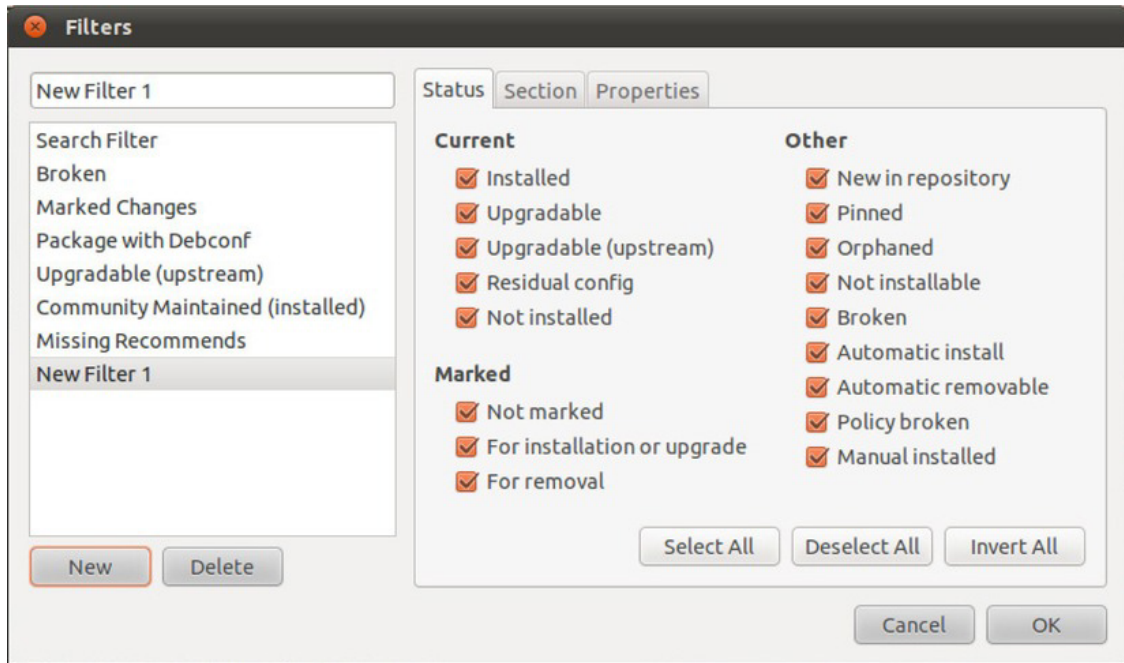 Filters
New Filter 1
Search Filter
Broken
Marked Changes
Package with Debconf
Upgradable (upstream)
Community Maintained (installed)
Missing Recommends
New Filter 1
New Delete
Status Section Properties
Current
Installed
Upgradable
Upgradable (upstream)
Residual config
Not installed
Marked
Not marked
For installation or upgrade
For removal
Other
New in repository
Pinned
Orphaned
Not installable
Broken
Automatic install
Automatic removable
Policy broken
Manual installed
Select All Deselect All Invert All
Cancel OK